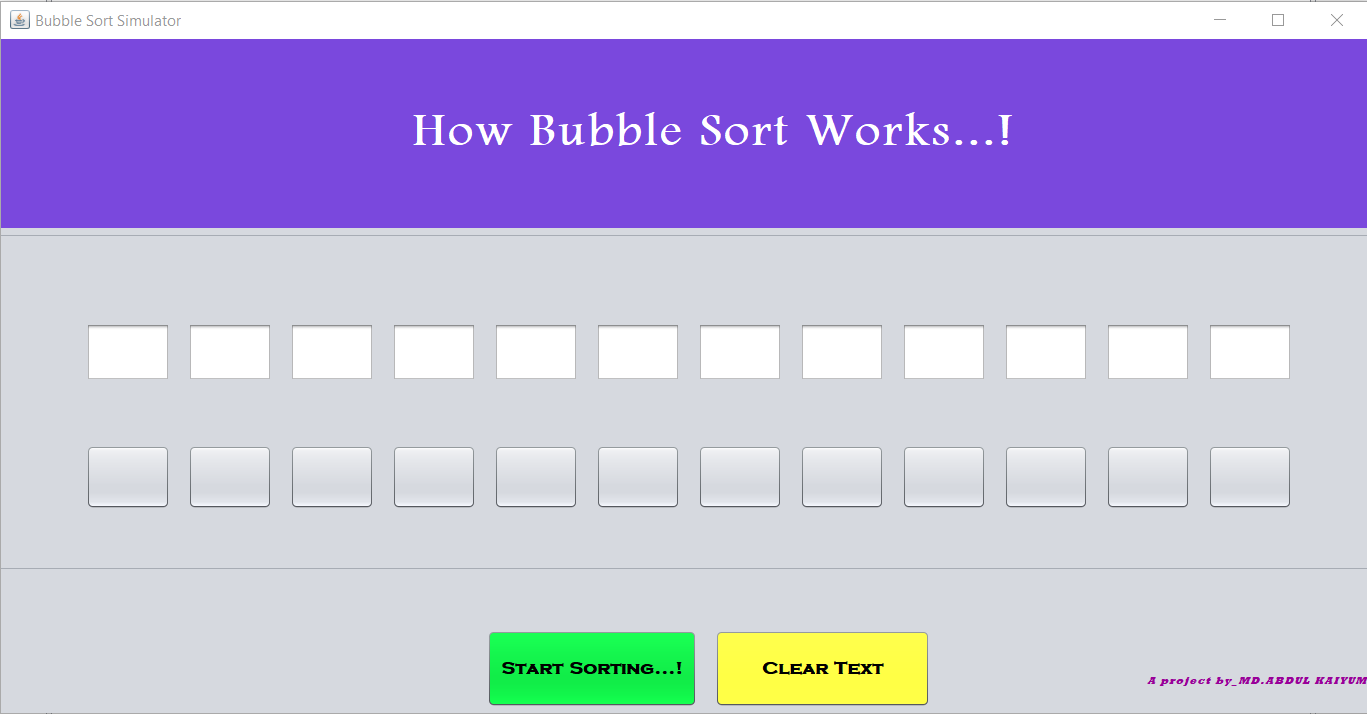 Bubble Sort Simulator
How Bubble Sort Works...!
Start Sorting...!
Clear Text
A project by_MD.ABDUL KAIYUM